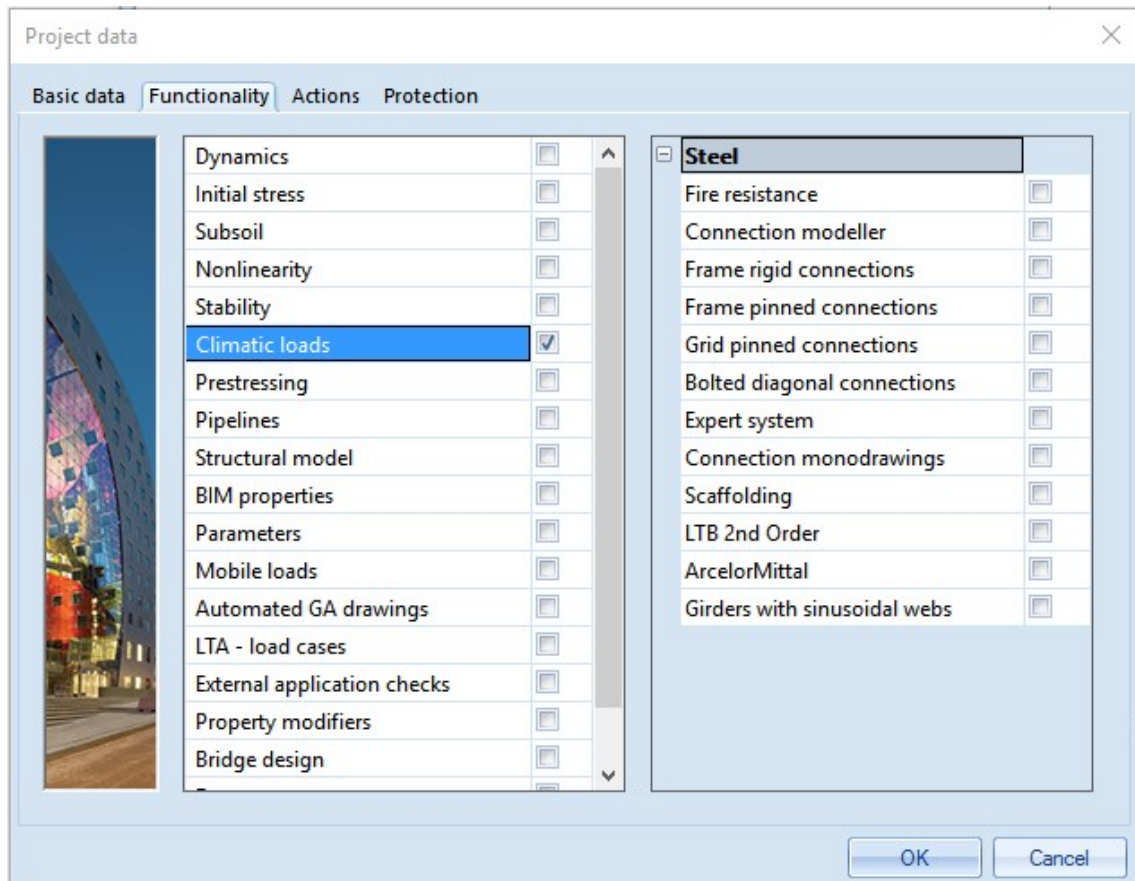 Project data
Basic data Functionality Actions Protection
Dynamics
Initial stress
Subsoil
Nonlinearity
Stability
Climatic loads
Prestressing
Pipelines
Structural model
BIM properties
Parameters
Mobile loads
Automated GA drawings
LTA - load cases
External application checks
Property modifiers
Bridge design
Steel
Fire resistance
Connection modeller
Frame rigid connections
Frame pinned connections
Grid pinned connections
Bolted diagonal connections
Expert system
Connection monodrawings
Scaffolding
LTB 2nd Order
ArcelorMittal
Girders with sinusoidal webs
OK Cancel